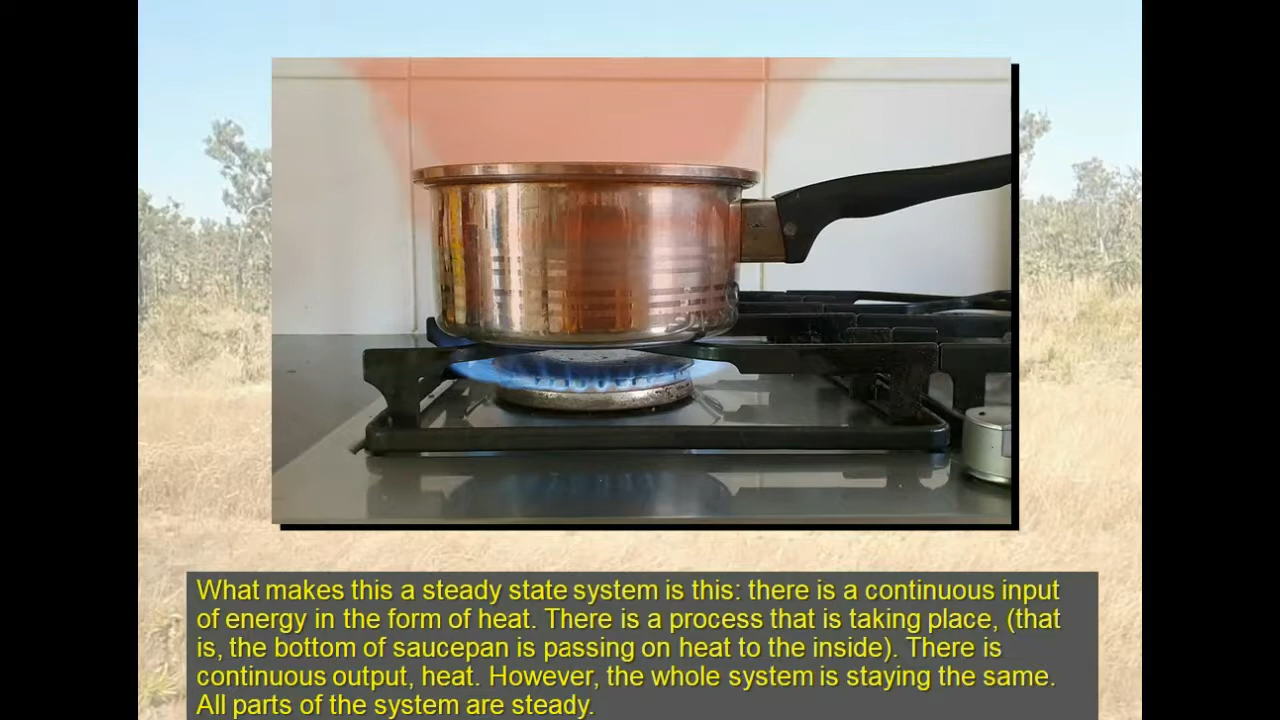 What makes this a steady state system is this: there is a continuous input
of energy in the form of heat. There is a process that is taking place, (that
is, the bottom of saucepan is passing on heat to the inside). There is
continuous output, heat. However, the whole system is staying the same.
All parts of the system are steady.